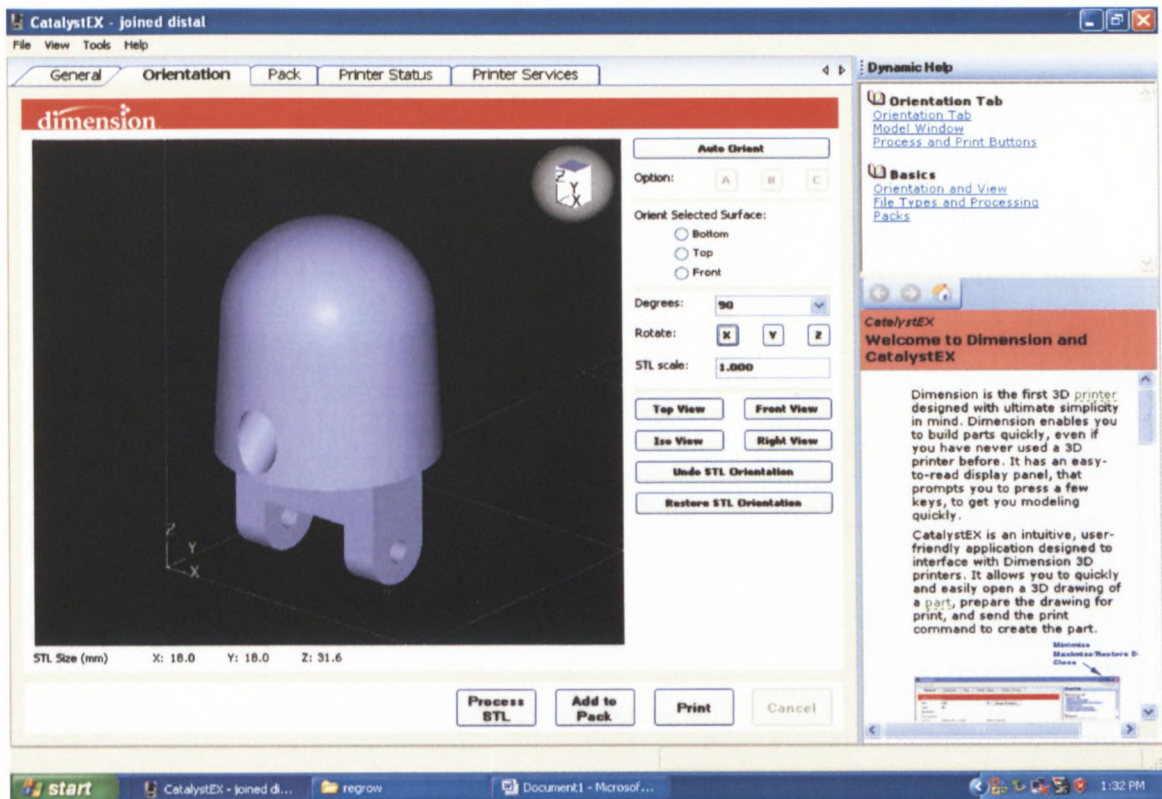 CatalystEX - joined distal
File View Tools Help
General Orientation Pack Printer Status Printer Services
dimension
Z
Y
X
Z
Y
X
STL Size (mm) X: 18.0 Y: 18.0 Z: 31.6
Auto Orient
Option: A B C
Orient Selected Surface:
Bottom
Top
Front
Degrees: 90
Rotate: X Y Z
STL scale: 1.000
Top View Front View
Iso View Right View
Undo STL Orientation
Restore STL Orientation
Process STL
Add to Pack
Print
Cancel
Dynamic Help
Orientation Tab
Orientation Tab
Model Window
Process and Print Buttons
Basics
Orientation and View
File Types and Processing
Packs
CatalystEX
Welcome to Dimension and
CatalystEX
Dimension is the first 3D printer
designed with ultimate simplicity
in mind. Dimension enables you
to build parts quickly, even if
you have never used a 3D
printer before. It has an easy-
to-read display panel, that
prompts you to press a few
keys, to get you modeling
quickly.
CatalystEX is an intuitive, user-
friendly application designed to
interface with Dimension 3D
printers. It allows you to quickly
and easily open a 3D drawing of
a part, prepare the drawing for
print, and send the print
command to create the part.
Minimize
Maximize/Restore D
Close
start CatalystEX - joined di... regrow Document1 - Microsof... 1:32 PM